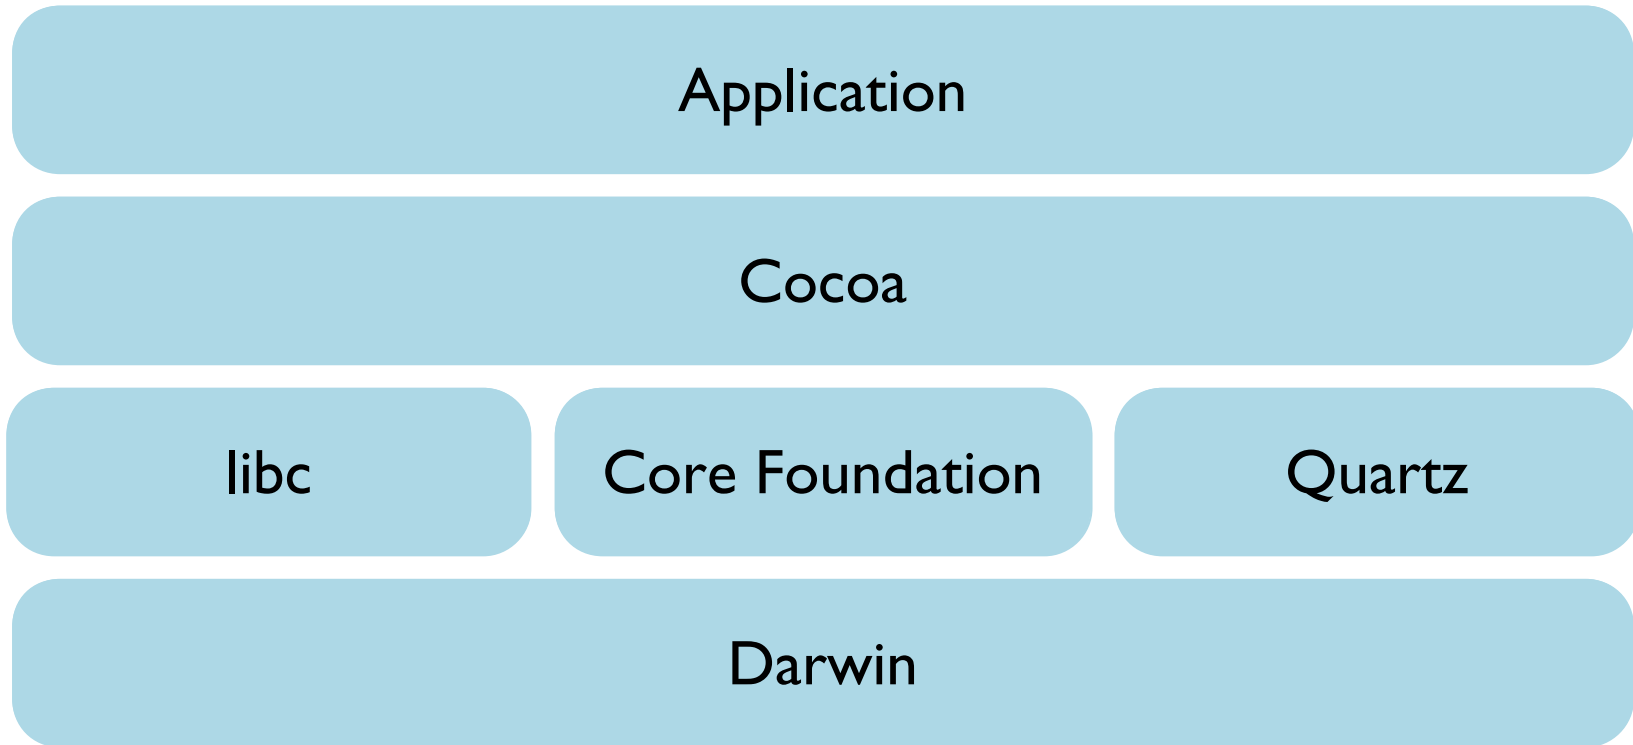 Application
Cocoa
libc
Core Foundation
Quartz
Darwin